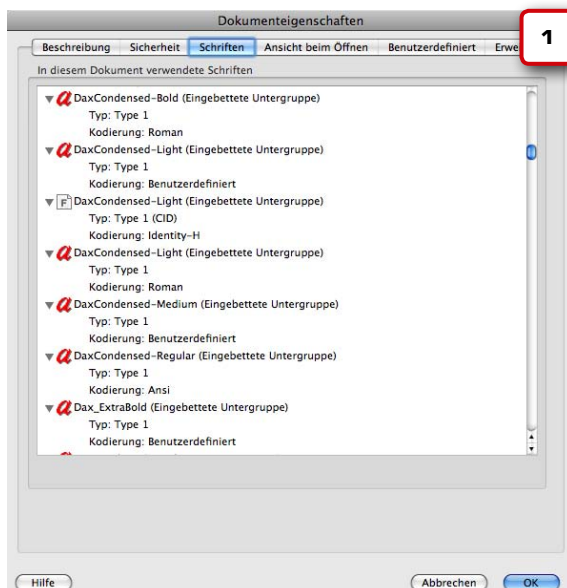 Dokumenteigenschaften
1
Beschreibung Sicherheit Schriften Ansicht beim Öffnen Benutzerdefiniert
In diesem Dokument verwendete Schriften
DaxCondensed-Bold (Eingebettete Untergruppe)
Typ: Type 1
Kodierung: Roman
DaxCondensed-Light (Eingebettete Untergruppe)
Typ: Type 1
Kodierung: Benutzerdefiniert
DaxCondensed-Light (Eingebettete Untergruppe)
Typ: Type 1 (CID)
Kodierung: Identity-H
DaxCondensed-Light (Eingebettete Untergruppe)
Typ: Type 1
Kodierung: Roman
DaxCondensed-Medium (Eingebettete Untergruppe)
Typ: Type 1
Kodierung: Benutzerdefiniert
DaxCondensed-Regular (Eingebettete Untergruppe)
Typ: Type 1
Kodierung: Ansi
Dax_ExtraBold (Eingebettete Untergruppe)
Typ: Type 1
Kodierung: Benutzerdefiniert
Hilfe Abbrechen OK